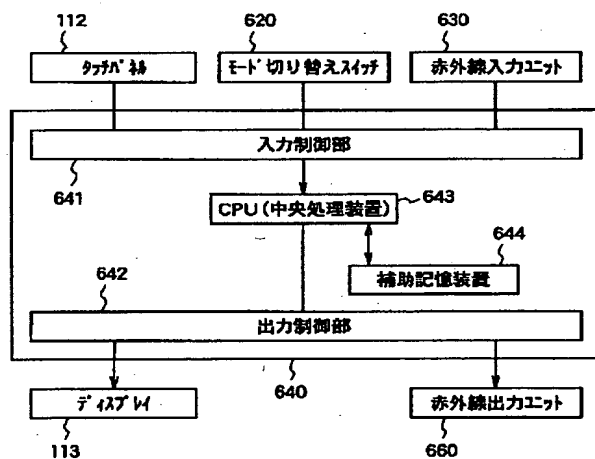 112
620
630
タッチパネル
モード切り替えスイッチ
赤外線入力ユニット
入力制御部
641
CPU(中央処理装置)
643
644
補助記憶装置
642
出力制御部
640
ディスプレイ
赤外線出力ユニット
113
660